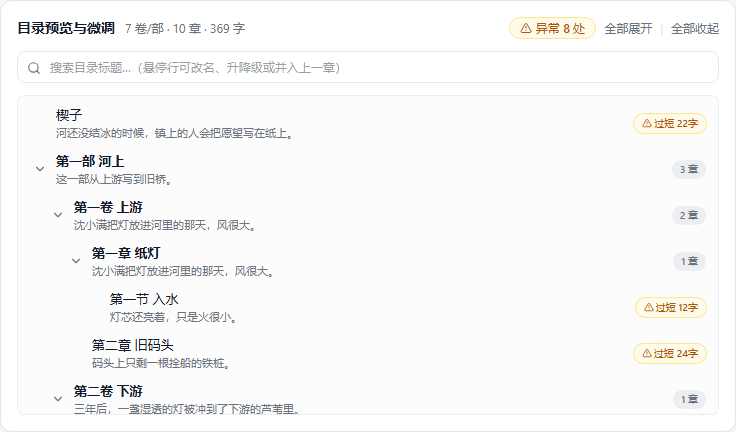 目录预览与微调 7 卷/部 · 10 章 · 369 字 异常 8 处 全部展开 全部收起
搜索目录标题...（悬停行可改名、升降级或并入上一章）
楔子
河还没结冰的时候，镇上的人会把愿望写在纸上。 过短 22字
第一部 河上
这一部从上游写到旧桥。 3 章
第一卷 上游
沈小满把灯放进河里的那天，风很大。 2 章
第一章 纸灯
沈小满把灯放进河里的那天，风很大。 1 章
第一节 入水
灯芯还亮着，只是火很小。 过短 12字
第二章 旧码头
码头上只剩一根拴船的铁桩。 过短 24字
第二卷 下游
三年后，一盏湿透的灯被冲到了下游的芦苇里。 1 章